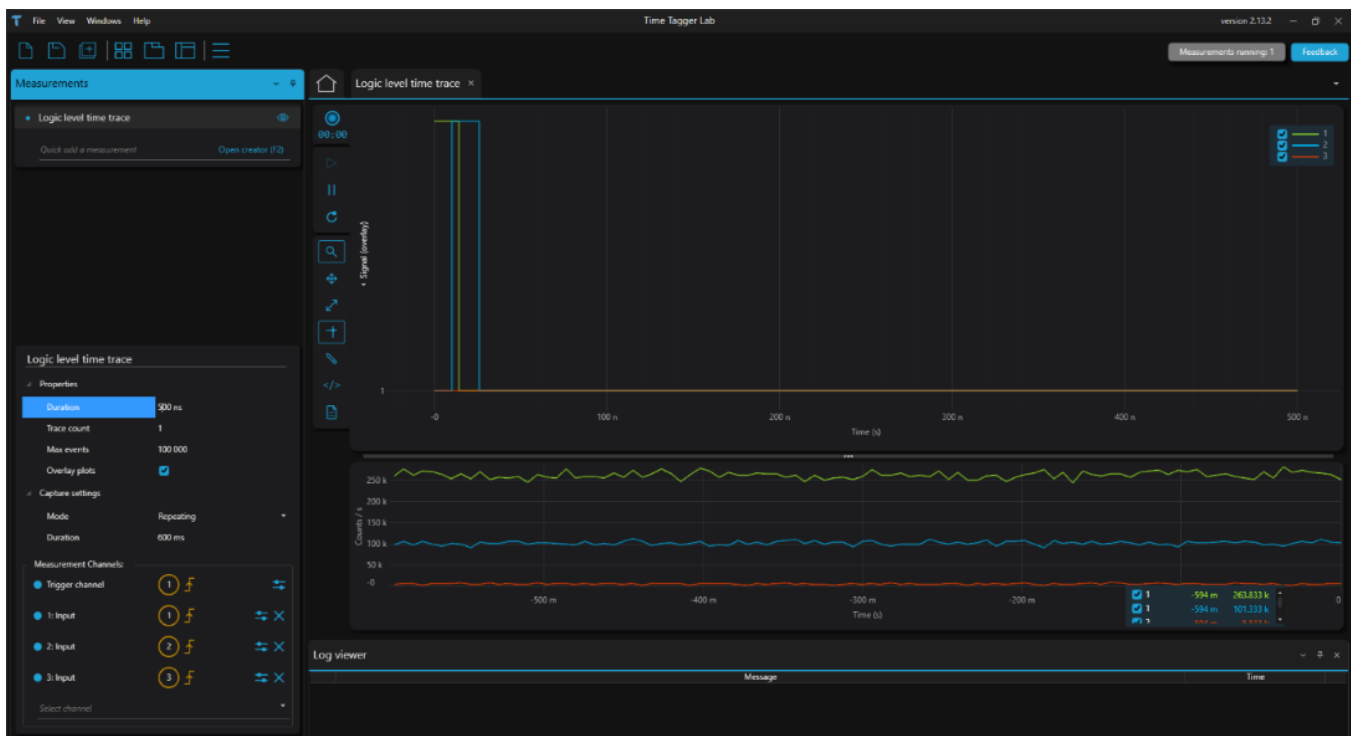 File View Windows Help
Time Tagger Lab
version 2.13.2
Measurements running: 1
Feedback
Measurements
Logic level time trace
Quick add a measurement
Open creator (F2)
Logic level time trace
Properties
Duration 500 ns
Trace count 1
Max events 100 000
Overlay plots
Capture settings
Mode Repeating
Duration 600 ms
Measurement Channels:
Trigger channel 1
1: Input 1
2: Input 2
3: Input 3
Select channel
Logic level time trace
00:00
Signal (overlay)
1
1
2
3
-0 100 n 200 n 300 n 400 n 500 n
Time (s)
Counts / s
250 k
200 k
150 k
100 k
50 k
-0
-500 m -400 m -300 m -200 m 0
Time (s)
1 -594 m 263.833 k
1 -594 m 101.333 k
Log viewer
Message Time